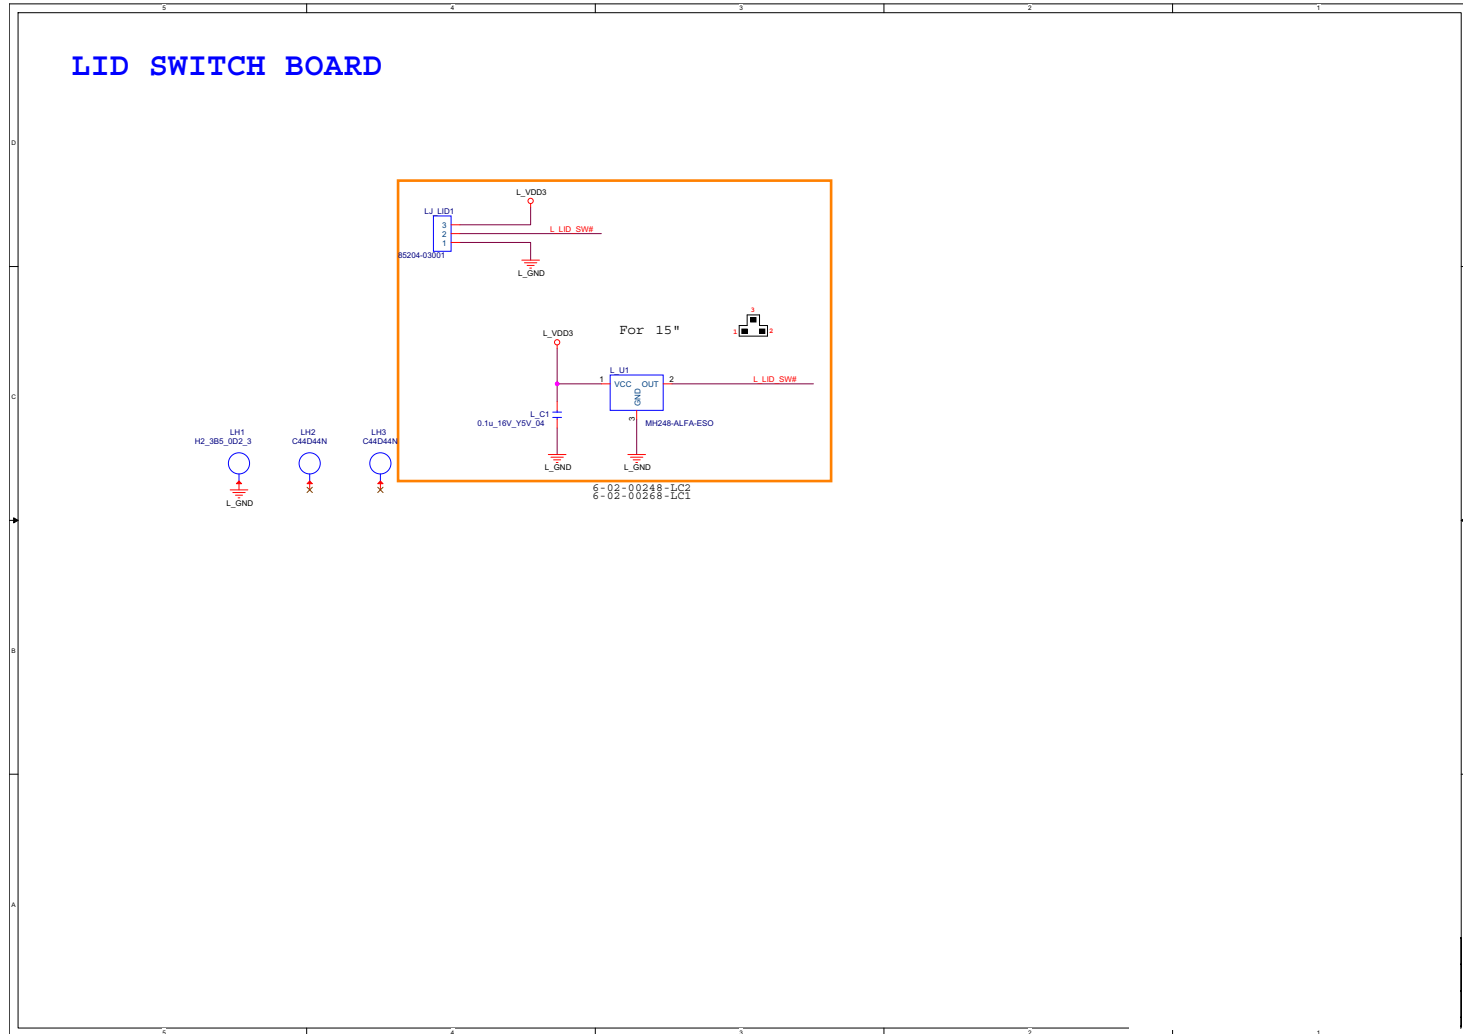 5 4 3 2 1
LID SWITCH BOARD
D
L_VDD3
LJ_LID1
3
2
1
L_LID_SW#
85204-03001
L_GND
3
1 2
For 15"
L_VDD3
L_U1
1 VCC OUT 2
GND
3
L_LID_SW#
C
L_C1
0.1u_16V_Y5V_04
MH248-ALFA-ESO
LH1 LH2 LH3
H2_3B5_0D2_3 C44D44N C44D44N
L_GND L_GND
6-02-00248-LC2
6-02-00268-LC1
L_GND
B
A
5 4 3 2 1